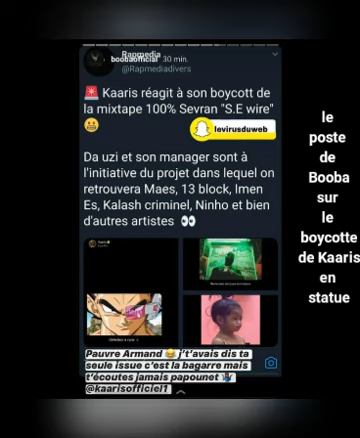 Rapmedia
boobaofficial 30 min.
@Rapmediadivers
🚨 Kaaris réagit à son boycott de
la mixtape 100% Sevran "S.E wire"
😬
levirusduweb
Da uzi et son manager sont à
l'initiative du projet dans lequel on
retrouvera Maes, 13 block, Imen
Es, Kalash criminel, Ninho et bien
d'autres artistes 👀
Pauvre Armand 😂 j't'avais dis ta
seule issue c'est la bagarre mais
t'écoutes jamais papounet
@kaarisofficiel1
le
poste
de
Booba
sur
le
boycotte
de Kaaris
en
statue